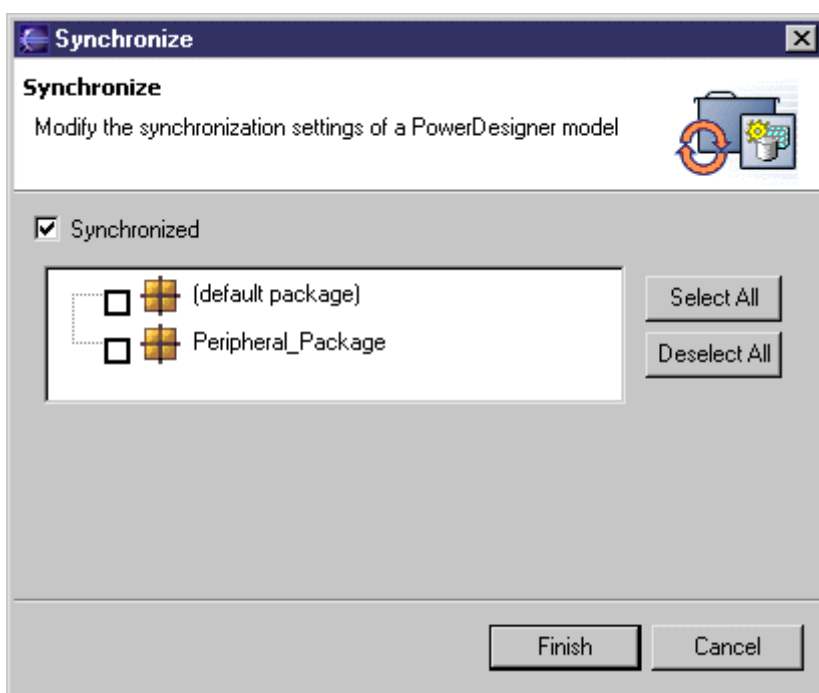 Synchronize
Synchronize
Modify the synchronization settings of a PowerDesigner model
Synchronized
(default package)
Peripheral_Package
Select All
Deselect All
Finish
Cancel